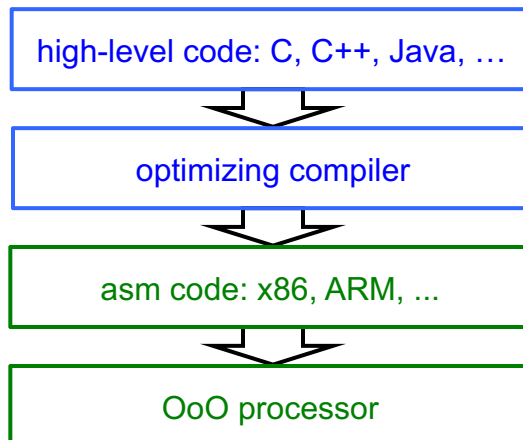 high-level code: C, C++, Java, …
optimizing compiler
asm code: x86, ARM, ...
OoO processor